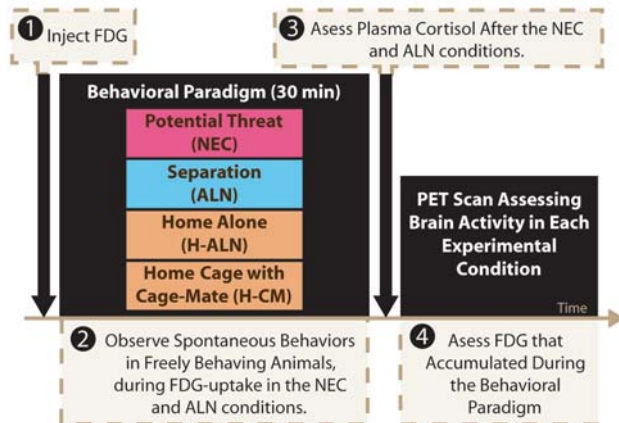 1 Inject FDG
3 Asess Plasma Cortisol After the NEC
and ALN conditions.
Behavioral Paradigm (30 min)
Potential Threat
(NEC)
Separation
(ALN)
Home Alone
(H-ALN)
Home Cage with
Cage-Mate (H-CM)
PET Scan Assessing
Brain Activity in Each
Experimental
Condition
Time
2 Observe Spontaneous Behaviors
in Freely Behaving Animals,
during FDG-uptake in the NEC
and ALN conditions.
4 Asess FDG that
Accumulated During
the Behavioral
Paradigm